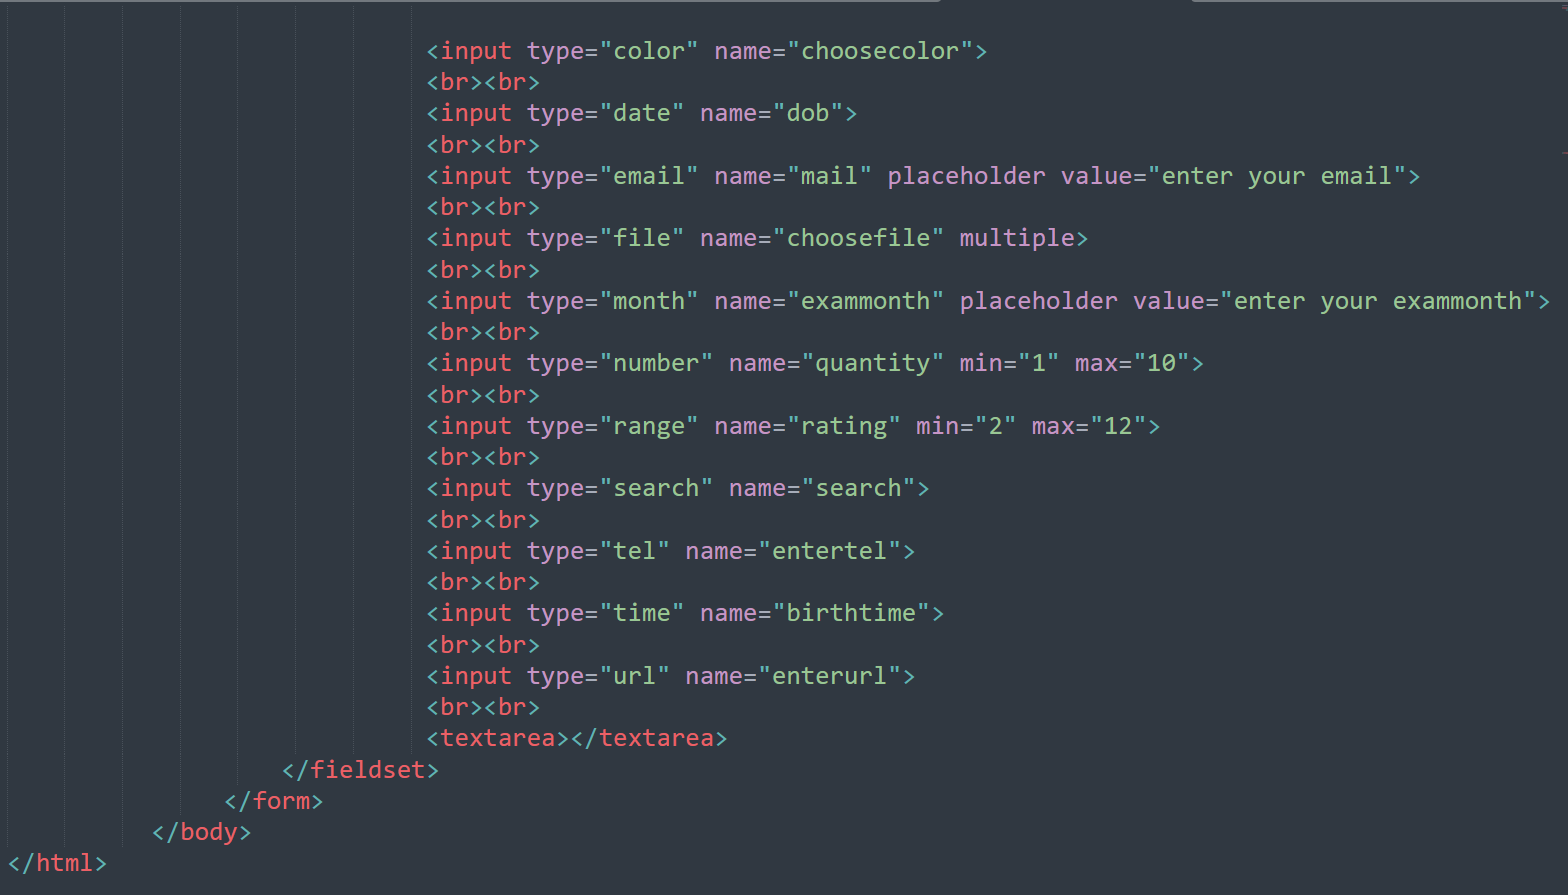 <input type="color" name="choosecolor">
<br><br>
<input type="date" name="dob">
<br><br>
<input type="email" name="mail" placeholder value="enter your email">
<br><br>
<input type="file" name="choosefile" multiple>
<br><br>
<input type="month" name="exammonth" placeholder value="enter your exammonth">
<br><br>
<input type="number" name="quantity" min="1" max="10">
<br><br>
<input type="range" name="rating" min="2" max="12">
<br><br>
<input type="search" name="search">
<br><br>
<input type="tel" name="entertel">
<br><br>
<input type="time" name="birthtime">
<br><br>
<input type="url" name="enterurl">
<br><br>
<textarea></textarea>
</fieldset>
</form>
</body>
</html>